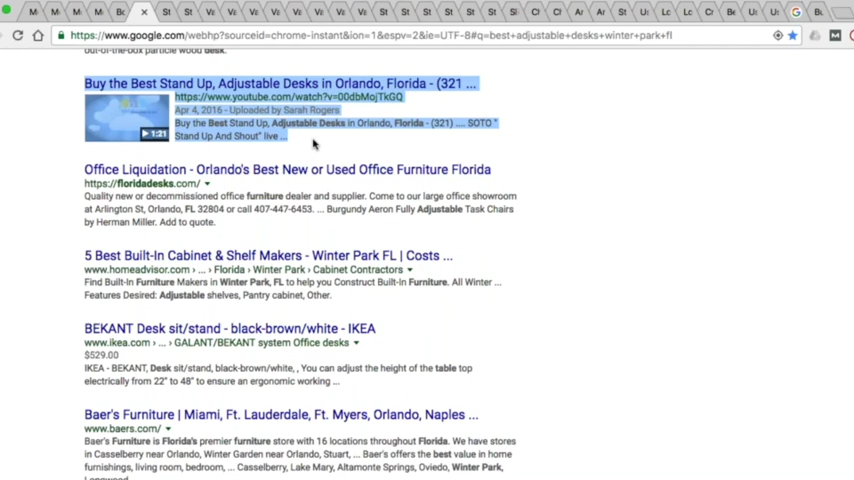 https://www.google.com/webhp?sourceid=chrome-instant&ion=1&espv=2&ie=UTF-8#q=best+adjustable+desks+winter+park+fl
out-of-the-box particle wood desk.
Buy the Best Stand Up, Adjustable Desks in Orlando, Florida - (321 ...
https://www.youtube.com/watch?v=00dbMojTkGQ
Apr 4, 2016 - Uploaded by Sarah Rogers
Buy the Best Stand Up, Adjustable Desks in Orlando, Florida - (321) .... SOTO "
Stand Up And Shout" live ...
1:21
Office Liquidation - Orlando's Best New or Used Office Furniture Florida
https://floridadesks.com/
Quality new or decommissioned office furniture dealer and supplier. Come to our large office showroom
at Arlington St, Orlando, FL 32804 or call 407-447-6453. ... Burgundy Aeron Fully Adjustable Task Chairs
by Herman Miller. Add to quote.
5 Best Built-In Cabinet & Shelf Makers - Winter Park FL | Costs ...
www.homeadvisor.com › ... › Florida › Winter Park › Cabinet Contractors
Find Built-In Furniture Makers in Winter Park, FL to help you Construct Built-In Furniture. All Winter ...
Features Desired: Adjustable shelves, Pantry cabinet, Other.
BEKANT Desk sit/stand - black-brown/white - IKEA
www.ikea.com › ... › GALANT/BEKANT system Office desks
$529.00
IKEA - BEKANT, Desk sit/stand, black-brown/white, , You can adjust the height of the table top
electrically from 22" to 48" to ensure an ergonomic working ...
Baer's Furniture | Miami, Ft. Lauderdale, Ft. Myers, Orlando, Naples ...
www.baers.com/
Baer's Furniture is Florida's premier furniture store with 16 locations throughout Florida. We have stores
in Casselberry near Orlando, Winter Garden near Orlando, Stuart, ... Baer's offers the best value in home
furnishings, living room, bedroom, ... Casselberry, Lake Mary, Altamonte Springs, Oviedo, Winter Park,
Longwood